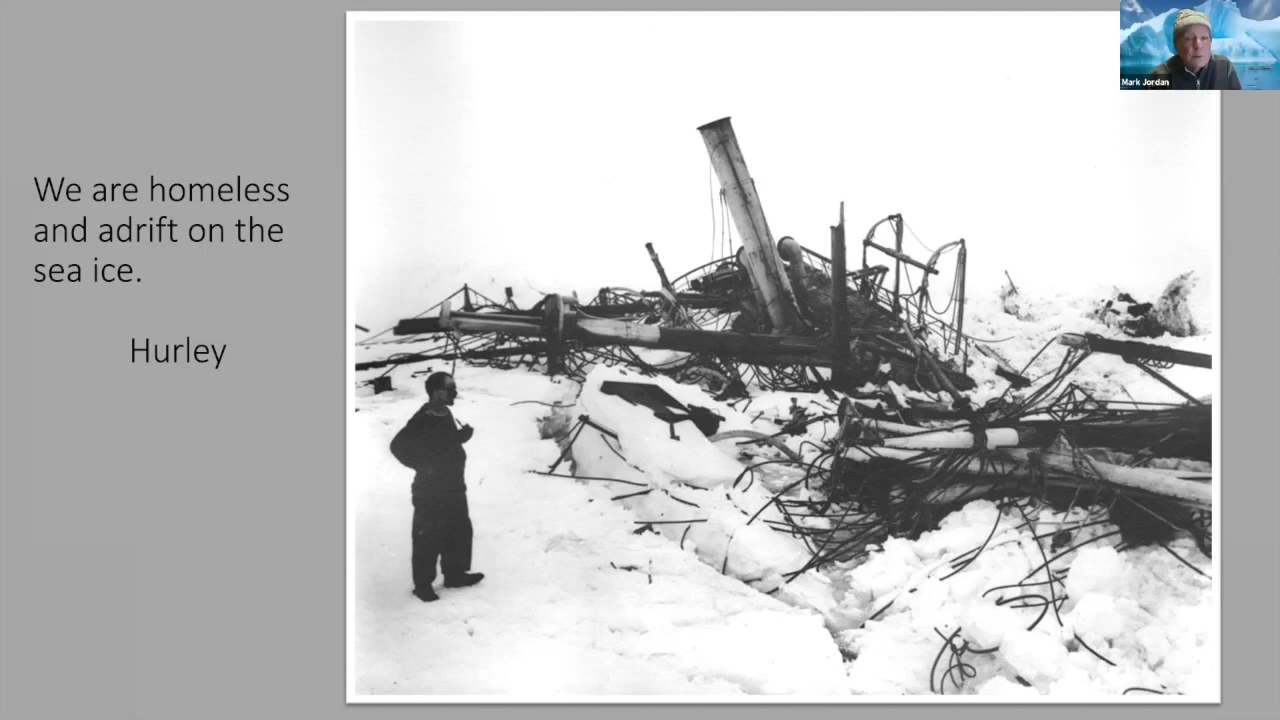 We are homeless
and adrift on the
sea ice.
Hurley
Mark Jordan